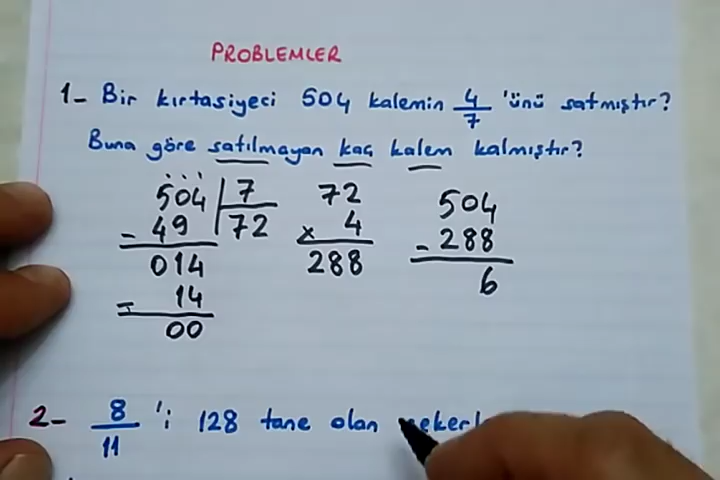 PROBLEMLER
1- Bir kırtasiyeci 504 kalemin 4/7 'ünü satmıştır?
Buna göre satılmayan kaç kalem kalmıştır?
504 | 7 72 504
- 49 | 72 x 4 - 288
014 288 6
- 14
00
2- 8/11 'i 128 tane olan